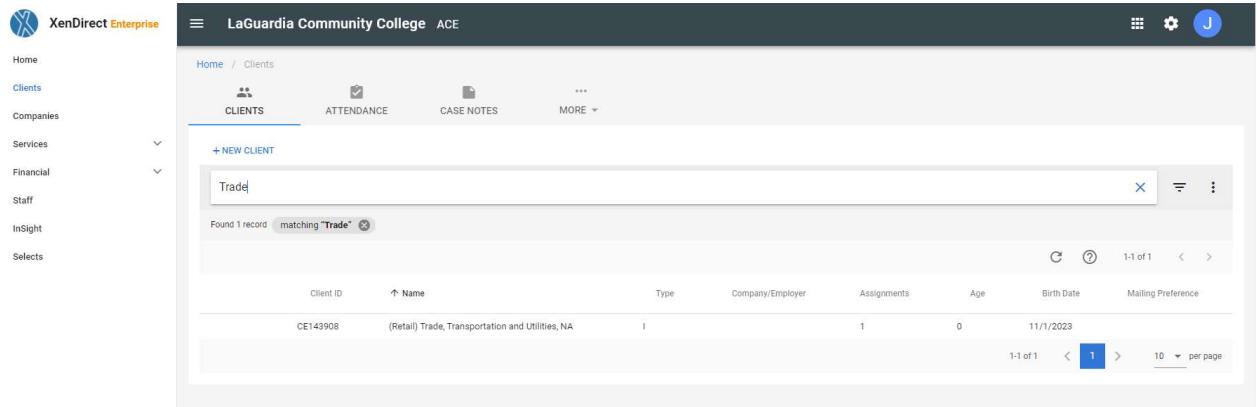 XenDirect Enterprise
LaGuardia Community College ACE
J
Home
Clients
Companies
Services
Financial
Staff
InSight
Selects
Home / Clients
CLIENTS ATTENDANCE CASE NOTES MORE
+ NEW CLIENT
Trade
Found 1 record matching "Trade"
1-1 of 1
Client ID Name Type Company/Employer Assignments Age Birth Date Mailing Preference
CE143908 (Retail) Trade, Transportation and Utilities, NA I 1 0 11/1/2023
1-1 of 1 1 10 per page